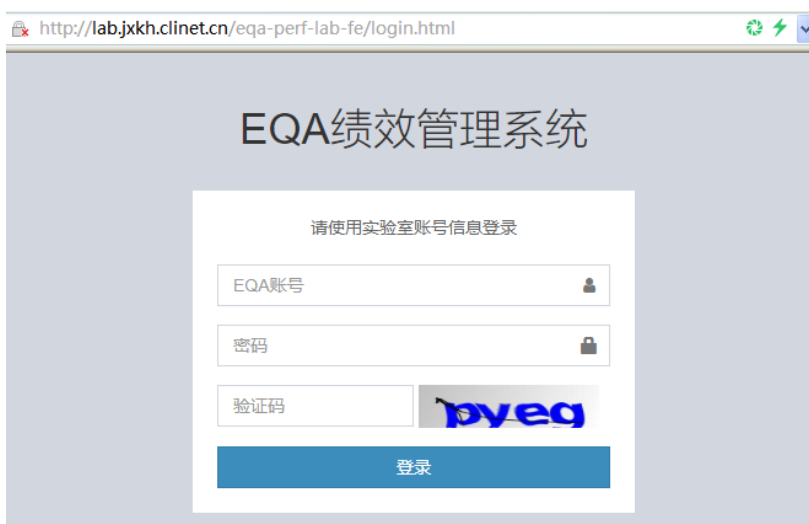 http://lab.jxkh.clinet.cn/eqa-perf-lab-fe/login.html
EQA绩效管理系统
请使用实验室账号信息登录
EQA账号
密码
验证码 pyeg
登录